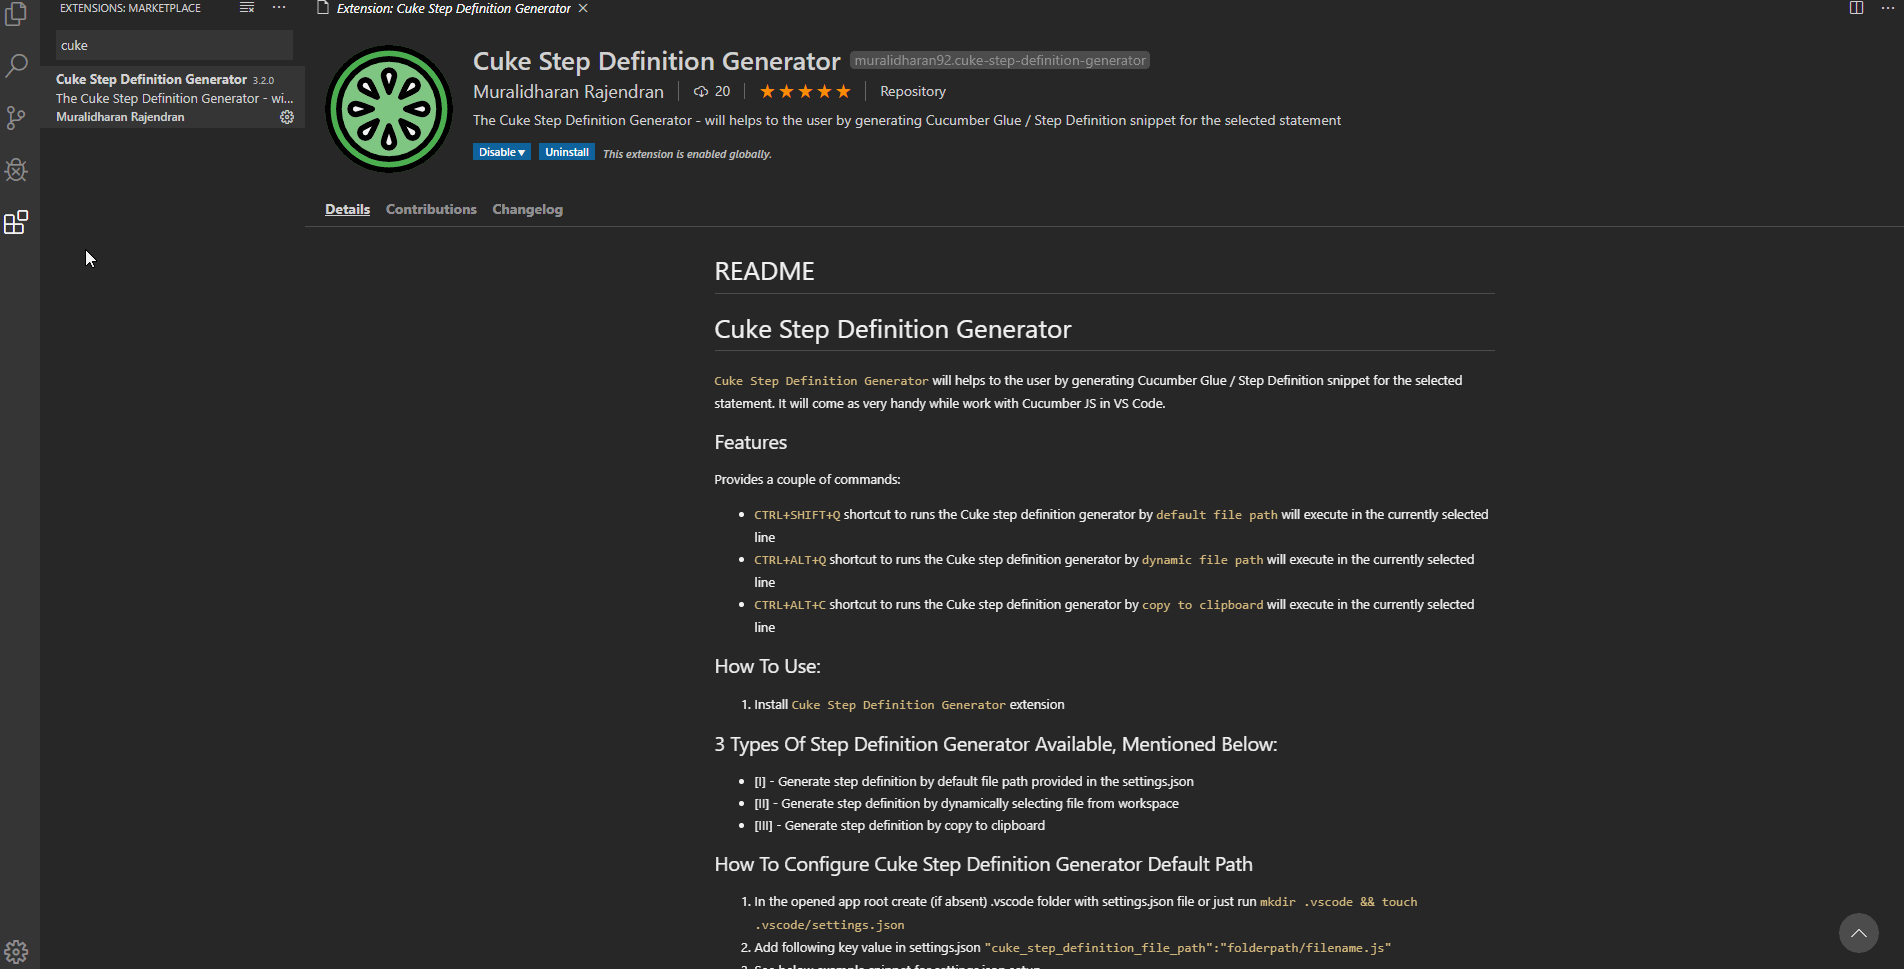 EXTENSIONS: MARKETPLACE
cuke
Cuke Step Definition Generator 3.2.0
The Cuke Step Definition Generator - wi...
Muralidharan Rajendran
Extension: Cuke Step Definition Generator
Cuke Step Definition Generator muralidharan92.cuke-step-definition-generator
Muralidharan Rajendran 20 Repository
The Cuke Step Definition Generator - will helps to the user by generating Cucumber Glue / Step Definition snippet for the selected statement
Disable Uninstall This extension is enabled globally.
Details Contributions Changelog
README
Cuke Step Definition Generator
Cuke Step Definition Generator will helps to the user by generating Cucumber Glue / Step Definition snippet for the selected
statement. It will come as very handy while work with Cucumber JS in VS Code.
Features
Provides a couple of commands:
• CTRL+SHIFT+Q shortcut to runs the Cuke step definition generator by default file path will execute in the currently selected
line
• CTRL+ALT+Q shortcut to runs the Cuke step definition generator by dynamic file path will execute in the currently selected
line
• CTRL+ALT+C shortcut to runs the Cuke step definition generator by copy to clipboard will execute in the currently selected
line
How To Use:
1. Install Cuke Step Definition Generator extension
3 Types Of Step Definition Generator Available, Mentioned Below:
• [I] - Generate step definition by default file path provided in the settings.json
• [II] - Generate step definition by dynamically selecting file from workspace
• [III] - Generate step definition by copy to clipboard
How To Configure Cuke Step Definition Generator Default Path
1. In the opened app root create (if absent) .vscode folder with settings.json file or just run mkdir .vscode && touch
.vscode/settings.json
2. Add following key value in settings.json "cuke_step_definition_file_path":"folderpath/filename.js"